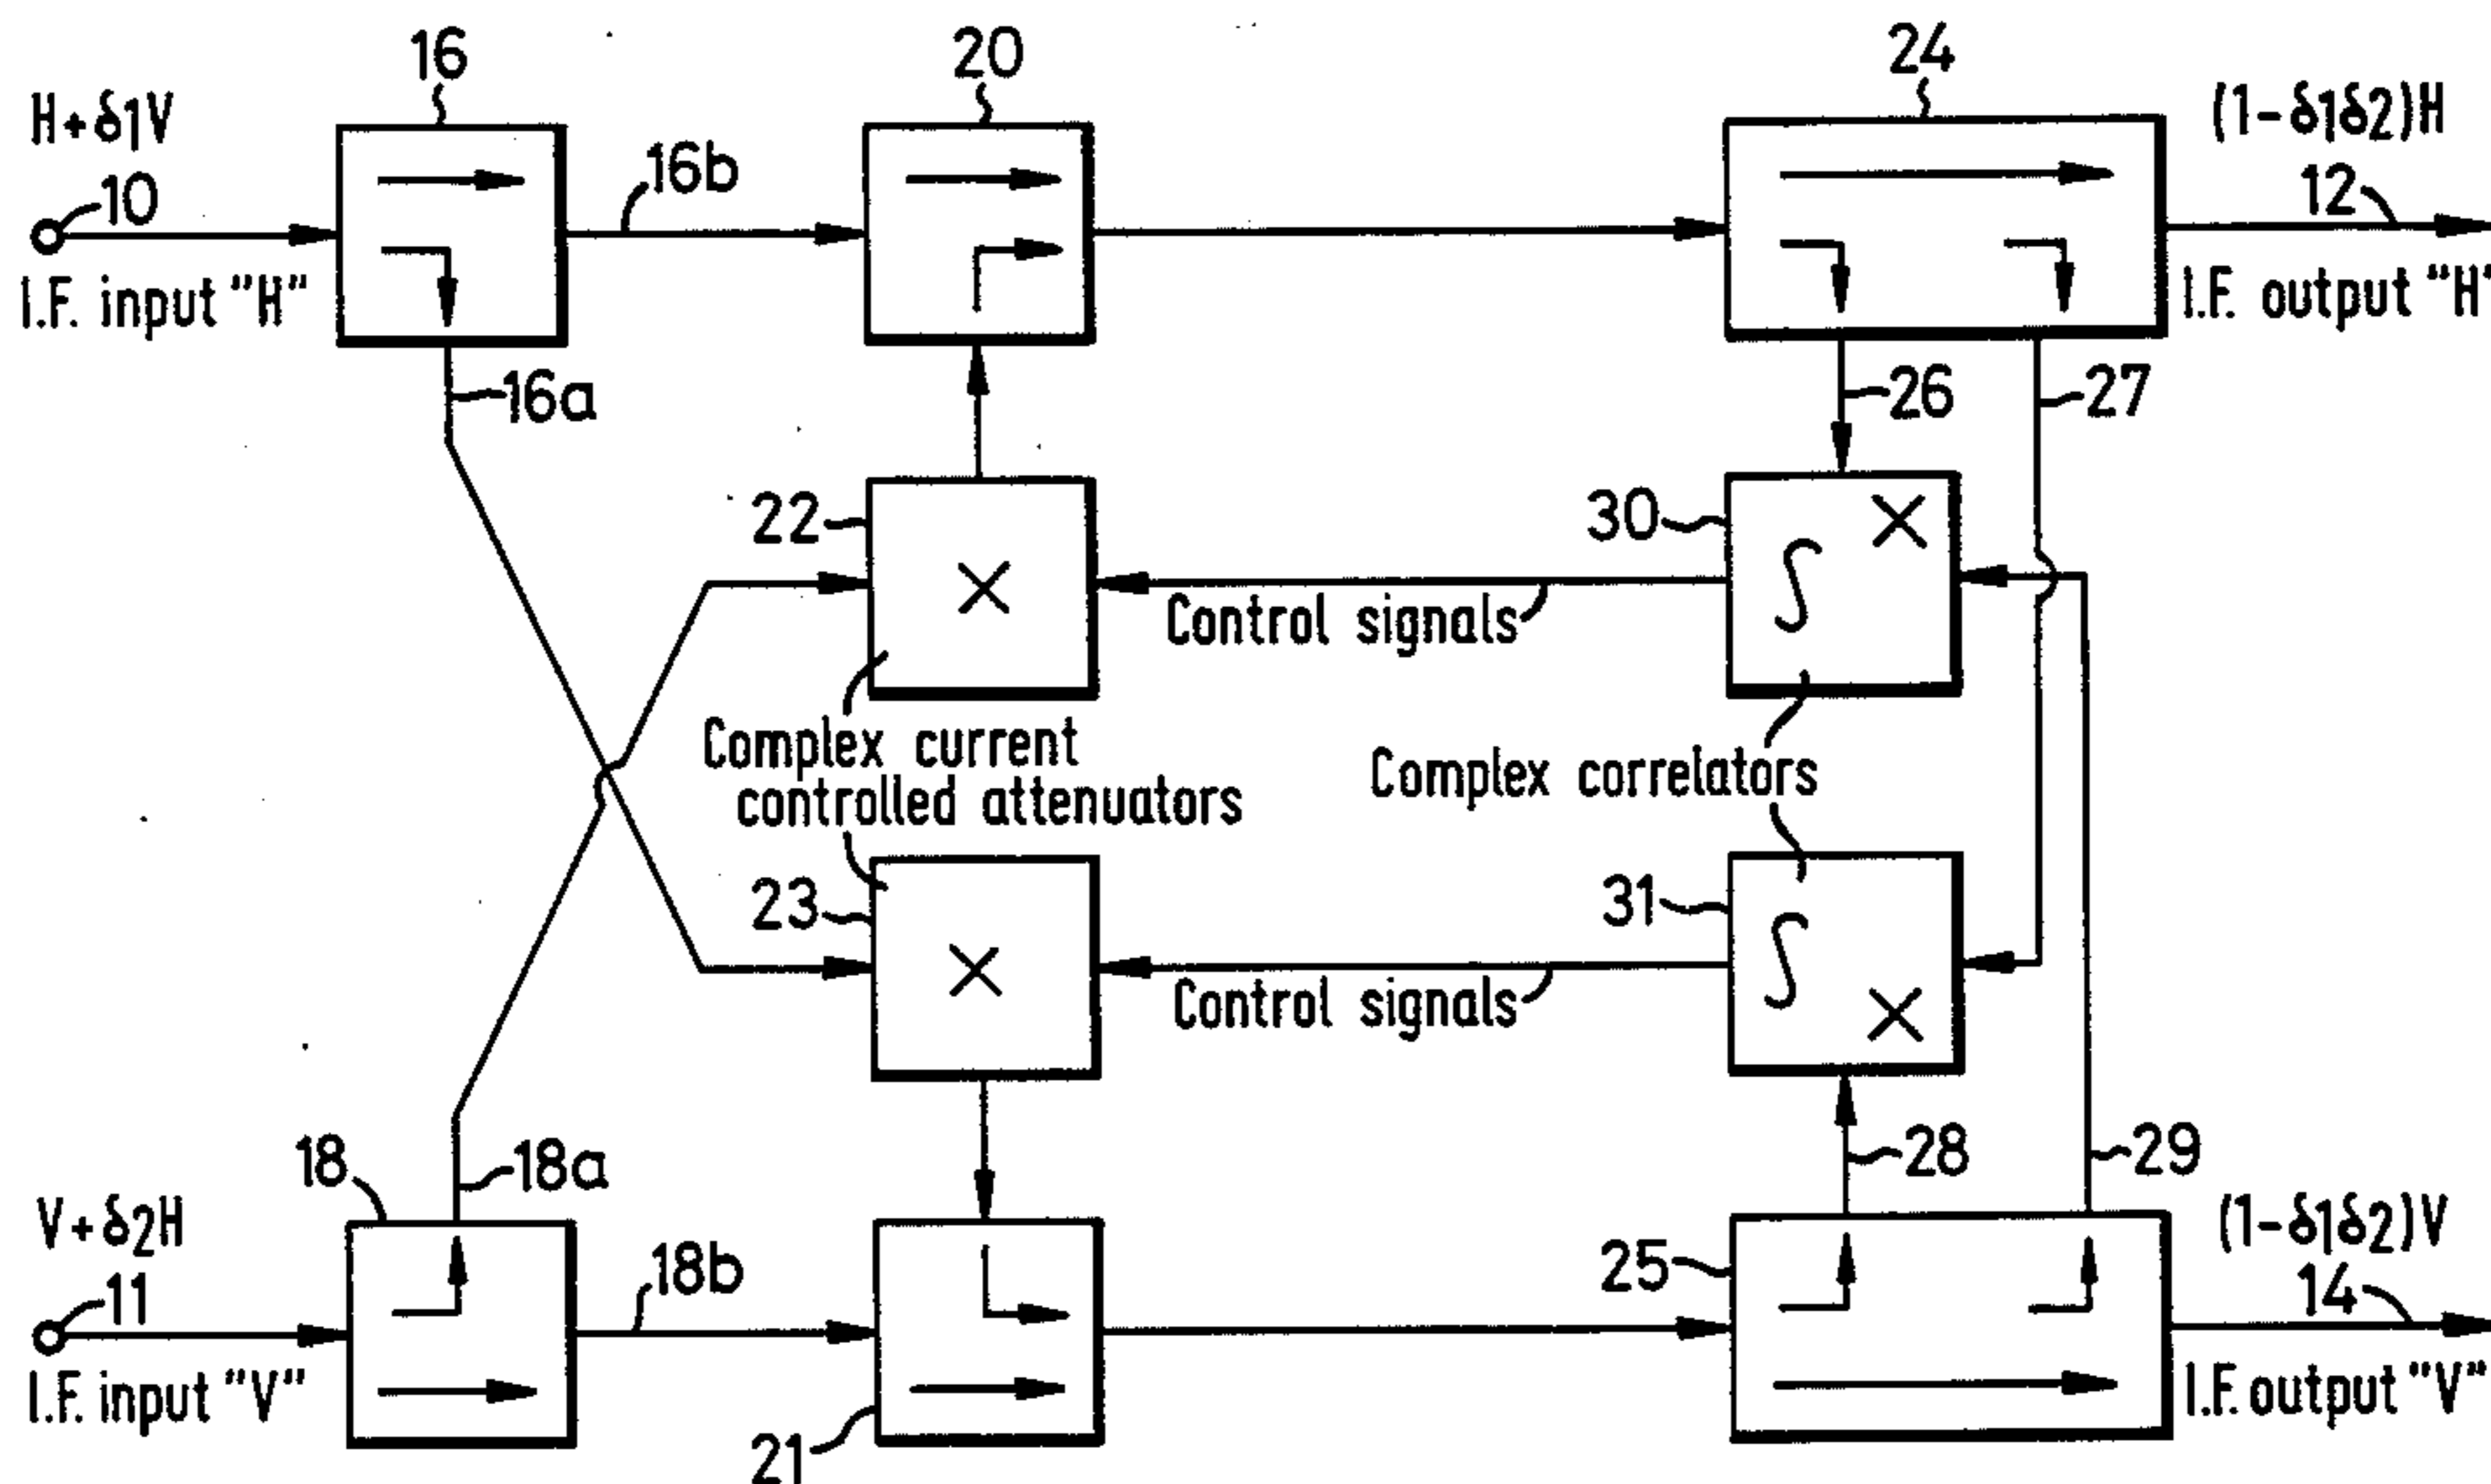 16
20
24
H+δ1V
(1-δ1δ2)H
10
16b
12
I.F. input "H"
I.F. output "H"
16a
26
27
22
30
Control signals
Complex current
controlled attenuators
Complex correlators
23
31
Control signals
18
18a
28
29
V+δ2H
(1-δ1δ2)V
11
18b
25
14
I.F. input "V"
I.F. output "V"
21